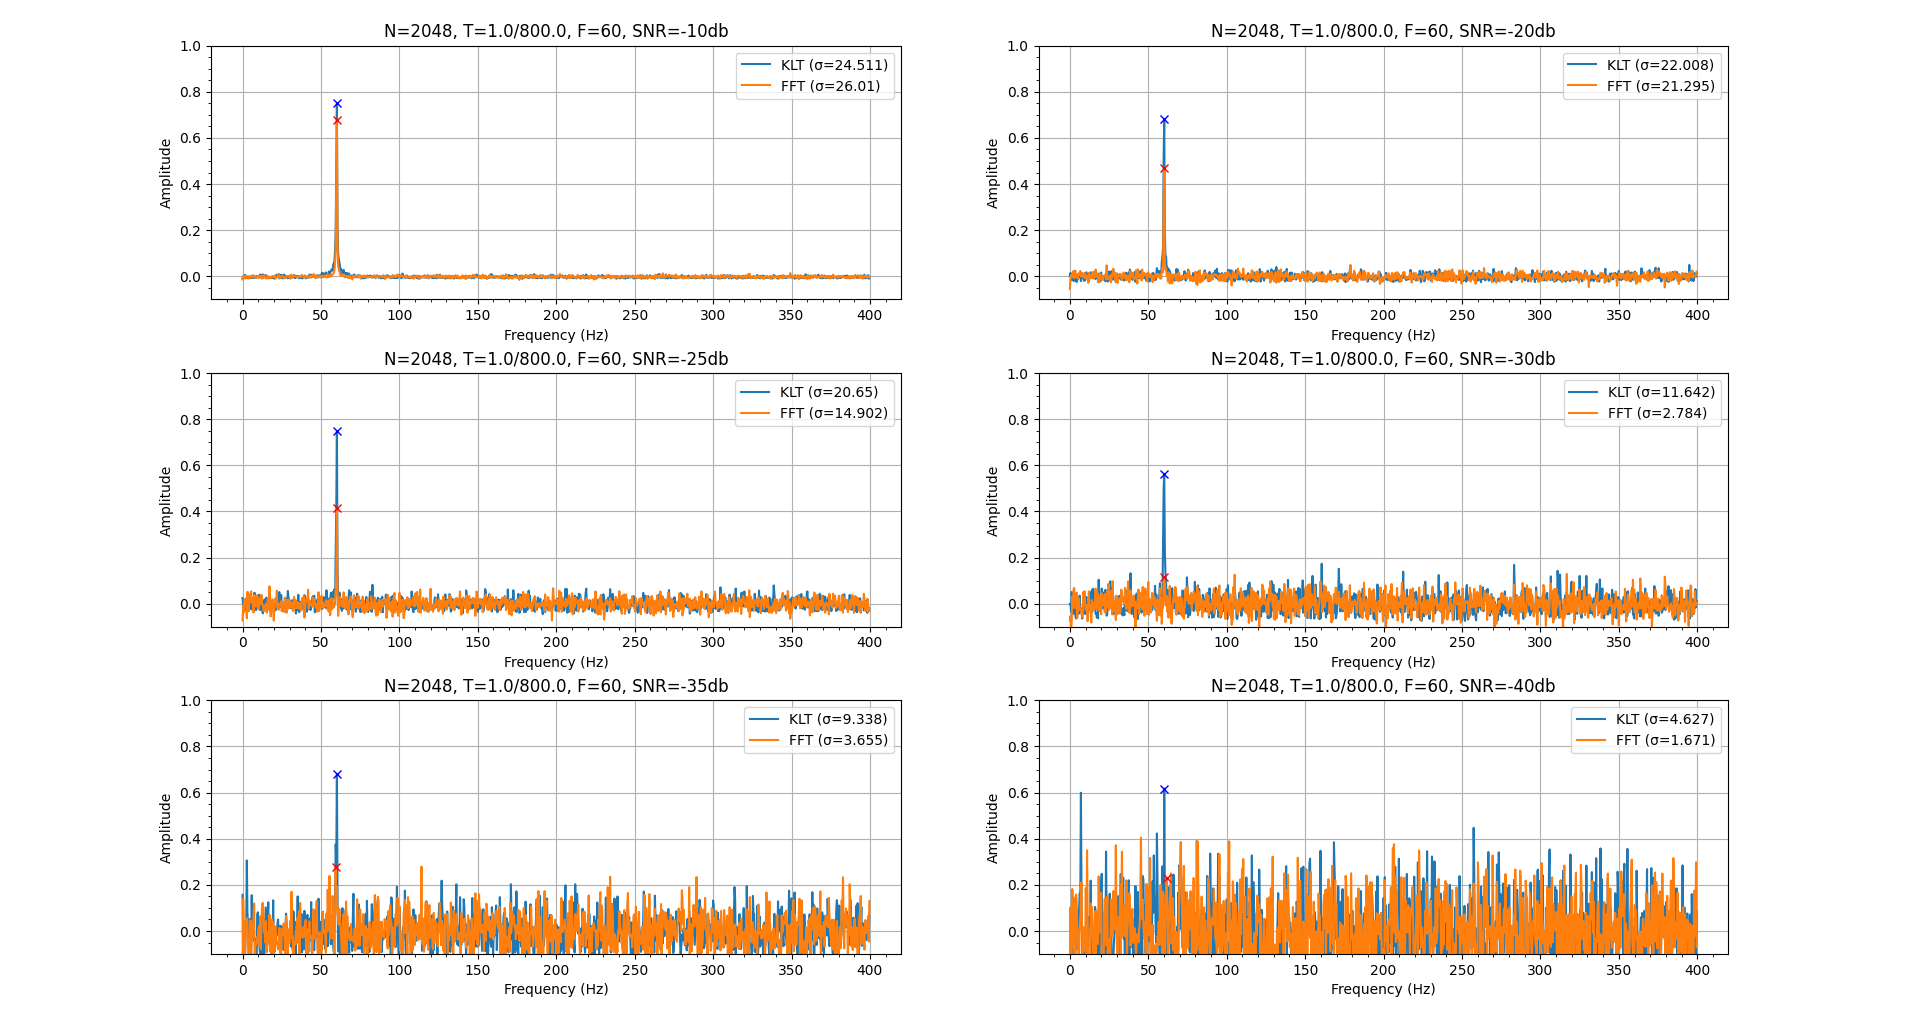 N=2048, T=1.0/800.0, F=60, SNR=-10db
KLT (σ=24.511)
FFT (σ=26.01)
1.0
0.8
0.6
0.4
0.2
0.0
Amplitude
0 50 100 150 200 250 300 350 400
Frequency (Hz)
N=2048, T=1.0/800.0, F=60, SNR=-20db
KLT (σ=22.008)
FFT (σ=21.295)
1.0
0.8
0.6
0.4
0.2
0.0
Amplitude
0 50 100 150 200 250 300 350 400
Frequency (Hz)
N=2048, T=1.0/800.0, F=60, SNR=-25db
KLT (σ=20.65)
FFT (σ=14.902)
1.0
0.8
0.6
0.4
0.2
0.0
Amplitude
0 50 100 150 200 250 300 350 400
Frequency (Hz)
N=2048, T=1.0/800.0, F=60, SNR=-30db
KLT (σ=11.642)
FFT (σ=2.784)
1.0
0.8
0.6
0.4
0.2
0.0
Amplitude
0 50 100 150 200 250 300 350 400
Frequency (Hz)
N=2048, T=1.0/800.0, F=60, SNR=-35db
KLT (σ=9.338)
FFT (σ=3.655)
1.0
0.8
0.6
0.4
0.2
0.0
Amplitude
0 50 100 150 200 250 300 350 400
Frequency (Hz)
N=2048, T=1.0/800.0, F=60, SNR=-40db
KLT (σ=4.627)
FFT (σ=1.671)
1.0
0.8
0.6
0.4
0.2
0.0
Amplitude
0 50 100 150 200 250 300 350 400
Frequency (Hz)